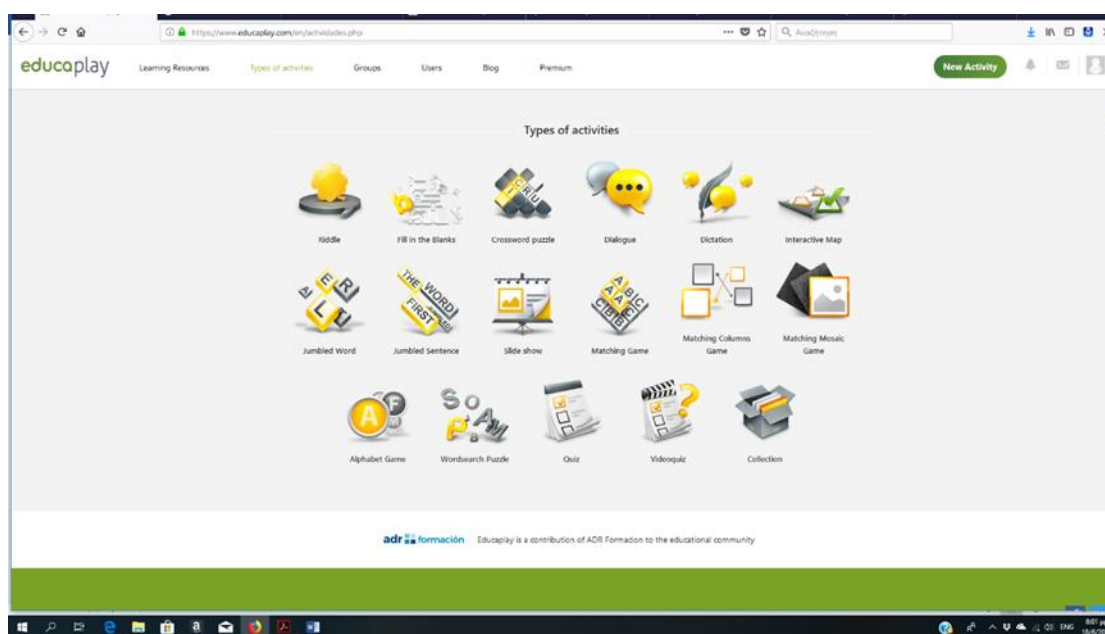 https://www.educaplay.com/en/actividades.php
Αναζήτηση
educaplay
Learning Resources
Types of activities
Groups
Users
Blog
Premium
New Activity
Types of activities
Riddle
Fill in the Blanks
Crossword puzzle
Dialogue
Dictation
Interactive Map
Jumbled Word
Jumbled Sentence
Slide show
Matching Game
Matching Columns
Game
Matching Mosaic
Game
Alphabet Game
Wordsearch Puzzle
Quiz
Videoquiz
Collection
adr formación
Educaplay is a contribution of ADR Formacion to the educational community
ENG